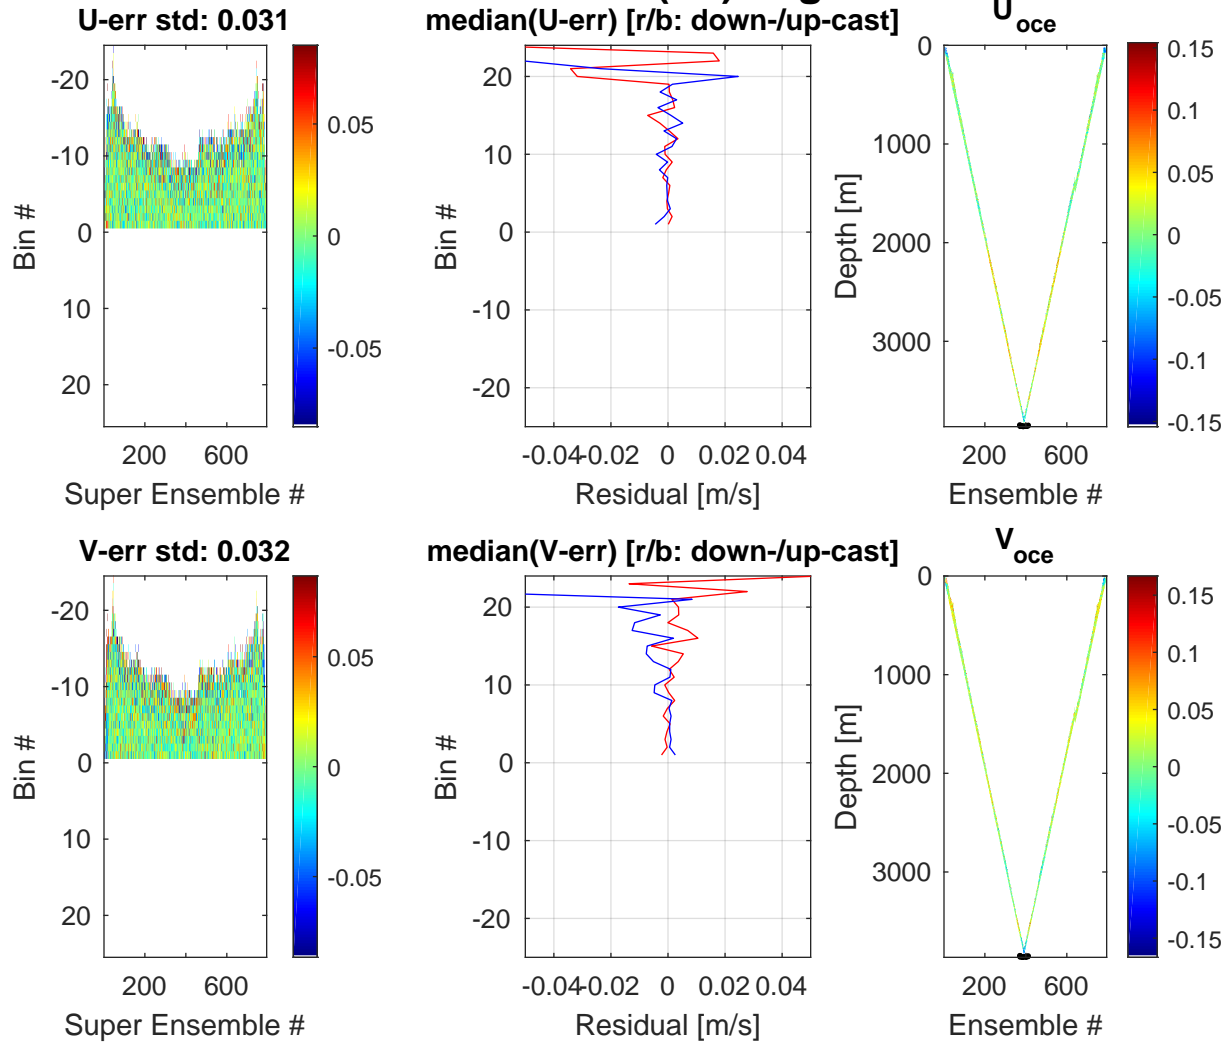 U-err std: 0.031
-20
-10
0
10
20
200 600
Super Ensemble #
Bin #
0.05
0
-0.05
median(U-err) [r/b: down-/up-cast]
20
10
0
-10
-20
-0.04 -0.02 0 0.02 0.04
Residual [m/s]
Bin #
U oce
0
1000
2000
3000
200 600
Ensemble #
Depth [m]
0.15
0.1
0.05
0
-0.05
-0.1
-0.15
V-err std: 0.032
-20
-10
0
10
20
200 600
Super Ensemble #
Bin #
0.05
0
-0.05
median(V-err) [r/b: down-/up-cast]
20
10
0
-10
-20
-0.04 -0.02 0 0.02 0.04
Residual [m/s]
Bin #
V oce
0
1000
2000
3000
200 600
Ensemble #
Depth [m]
0.15
0.1
0.05
0
-0.05
-0.1
-0.15